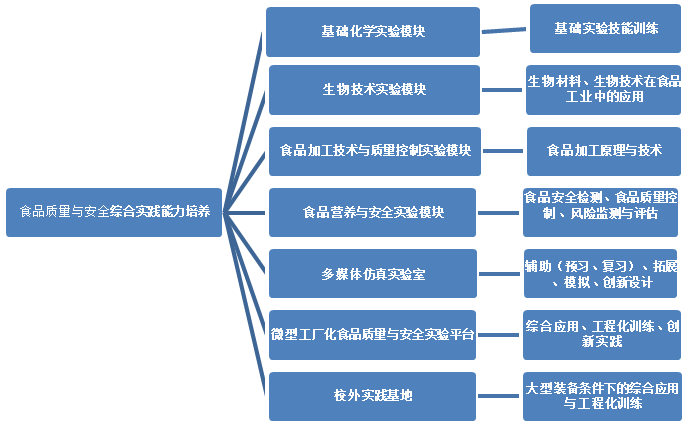 食品质量与安全综合实践能力培养
基础化学实验模块
基础实验技能训练
生物技术实验模块
生物材料、生物技术在食品
工业中的应用
食品加工技术与质量控制实验模块
食品加工原理与技术
食品营养与安全实验模块
食品安全检测、食品质量控
制、风险监测与评估
多媒体仿真实验室
辅助（预习、复习）、拓展
、模拟、创新设计
微型工厂化食品质量与安全实验平台
综合应用、工程化训练、创
新实践
校外实践基地
大型装备条件下的综合应用
与工程化训练